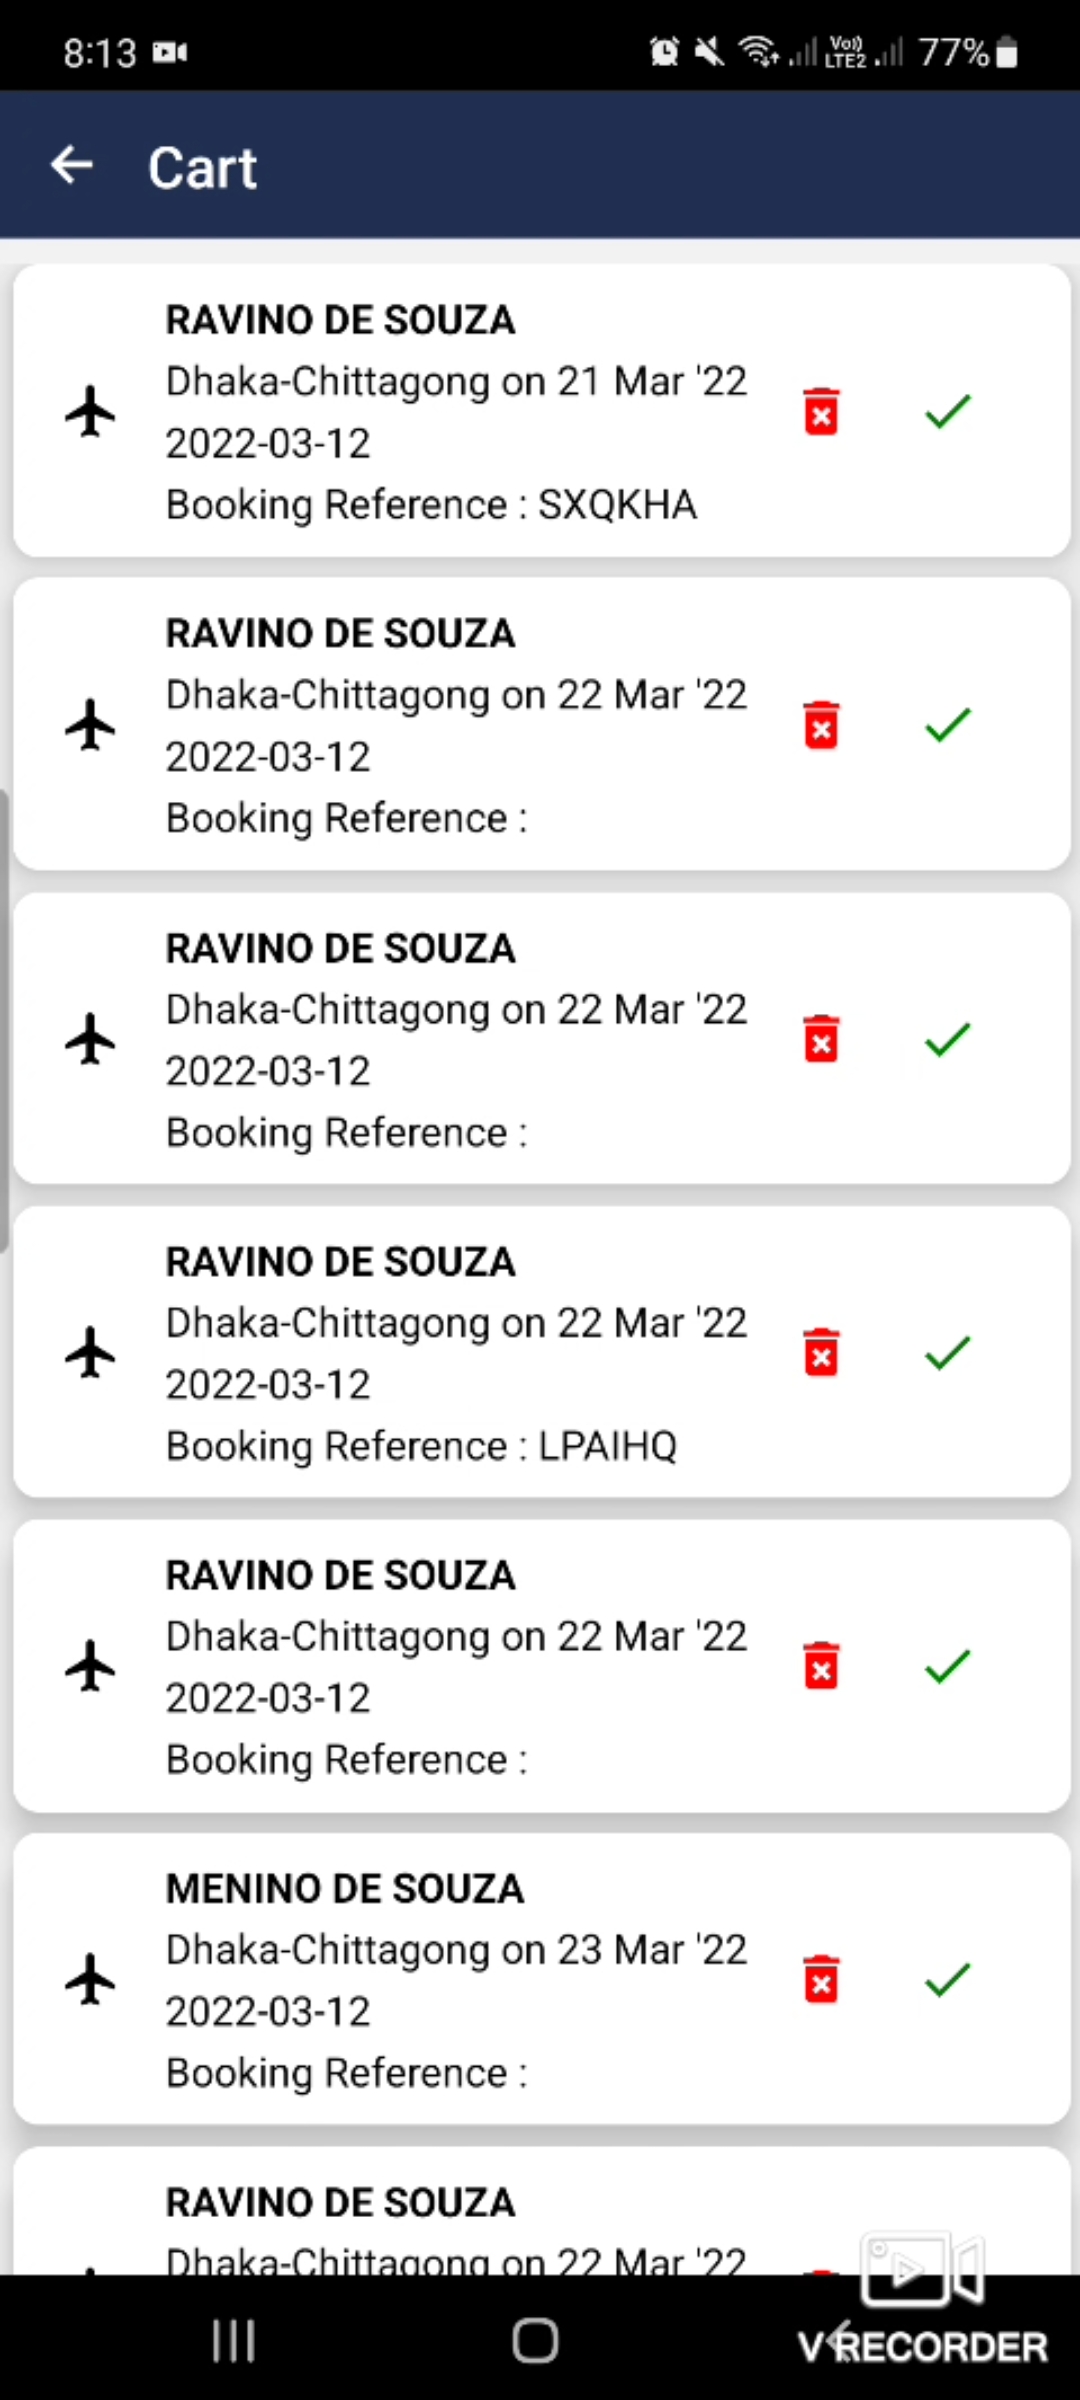 8:13
Vo))
LTE2
77%
Cart
RAVINO DE SOUZA
Dhaka-Chittagong on 21 Mar '22
2022-03-12
Booking Reference : SXQKHA
RAVINO DE SOUZA
Dhaka-Chittagong on 22 Mar '22
2022-03-12
Booking Reference :
RAVINO DE SOUZA
Dhaka-Chittagong on 22 Mar '22
2022-03-12
Booking Reference :
RAVINO DE SOUZA
Dhaka-Chittagong on 22 Mar '22
2022-03-12
Booking Reference : LPAIHQ
RAVINO DE SOUZA
Dhaka-Chittagong on 22 Mar '22
2022-03-12
Booking Reference :
MENINO DE SOUZA
Dhaka-Chittagong on 23 Mar '22
2022-03-12
Booking Reference :
RAVINO DE SOUZA
Dhaka-Chittagong on 22 Mar '22
V RECORDER